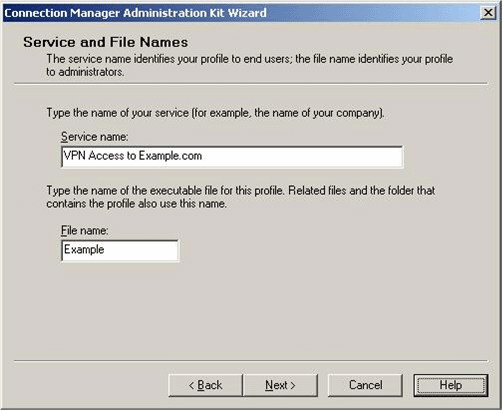 Connection Manager Administration Kit Wizard
Service and File Names
The service name identifies your profile to end users; the file name identifies your profile
to administrators.
Type the name of your service (for example, the name of your company).
Service name:
VPN Access to Example.com
Type the name of the executable file for this profile. Related files and the folder that
contains the profile also use this name.
File name:
Example
< Back
Next >
Cancel
Help